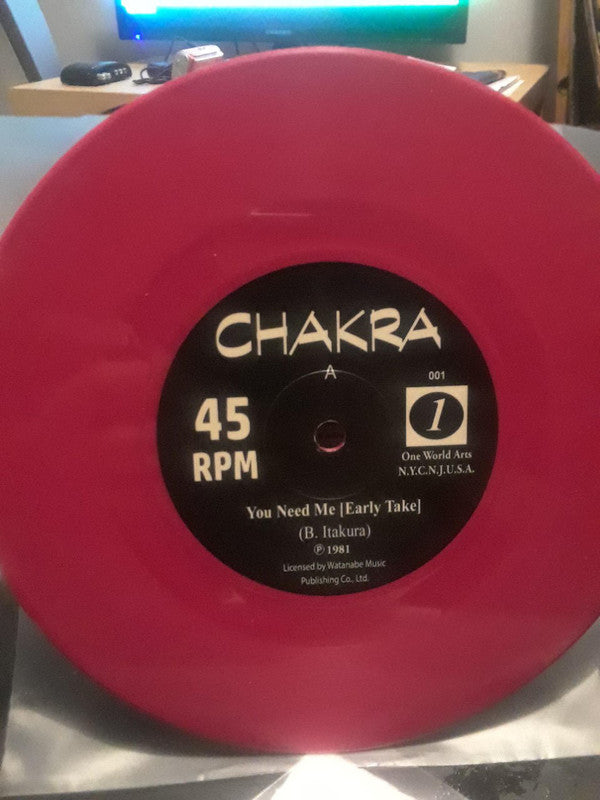 CHAKRA
A
45
RPM
001
1
One World Arts
N.Y.C.N.J.U.S.A.
You Need Me [Early Take]
(B. Itakura)
℗ 1981
Licensed by Watanabe Music
Publishing Co., Ltd.